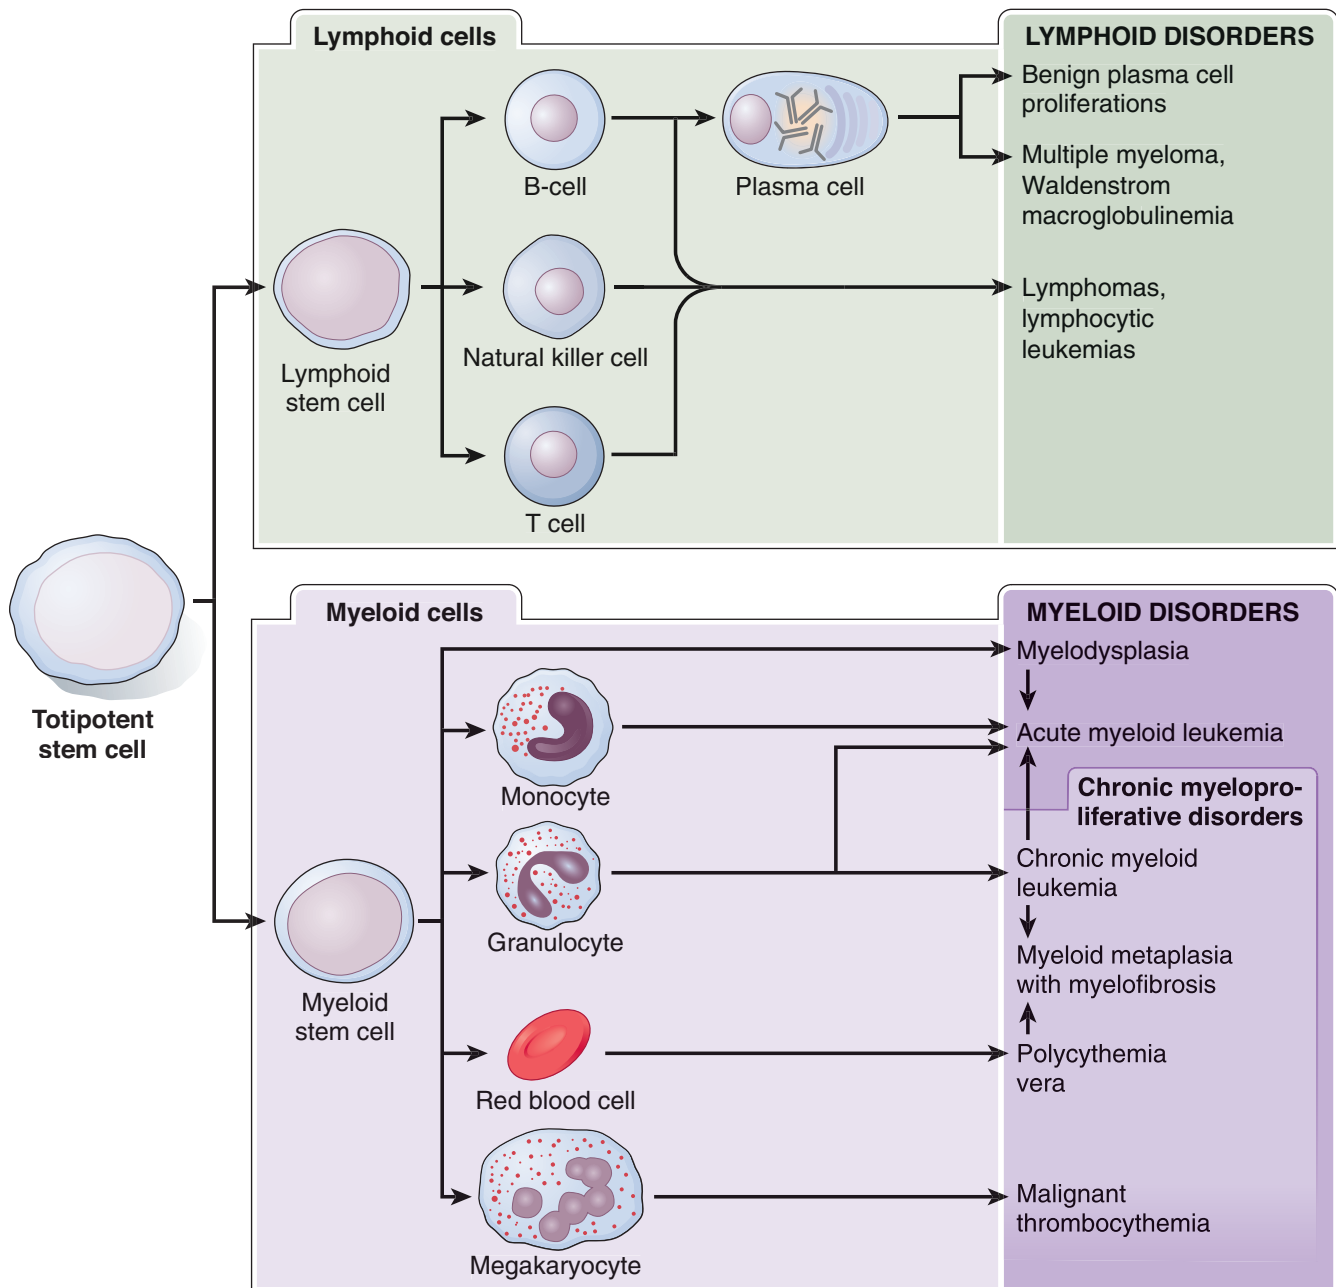 Lymphoid cells
LYMPHOID DISORDERS
B-cell
Plasma cell
Benign plasma cell
proliferations
Multiple myeloma,
Waldenstrom
macroglobulinemia
Lymphoid
stem cell
Natural killer cell
Lymphomas,
lymphocytic
leukemias
T cell
Totipotent
stem cell
Myeloid cells
MYELOID DISORDERS
Myelodysplasia
Monocyte
Acute myeloid leukemia
Chronic myelopro-
liferative disorders
Granulocyte
Chronic myeloid
leukemia
Myeloid
stem cell
Myeloid metaplasia
with myelofibrosis
Red blood cell
Polycythemia
vera
Megakaryocyte
Malignant
thrombocythemia